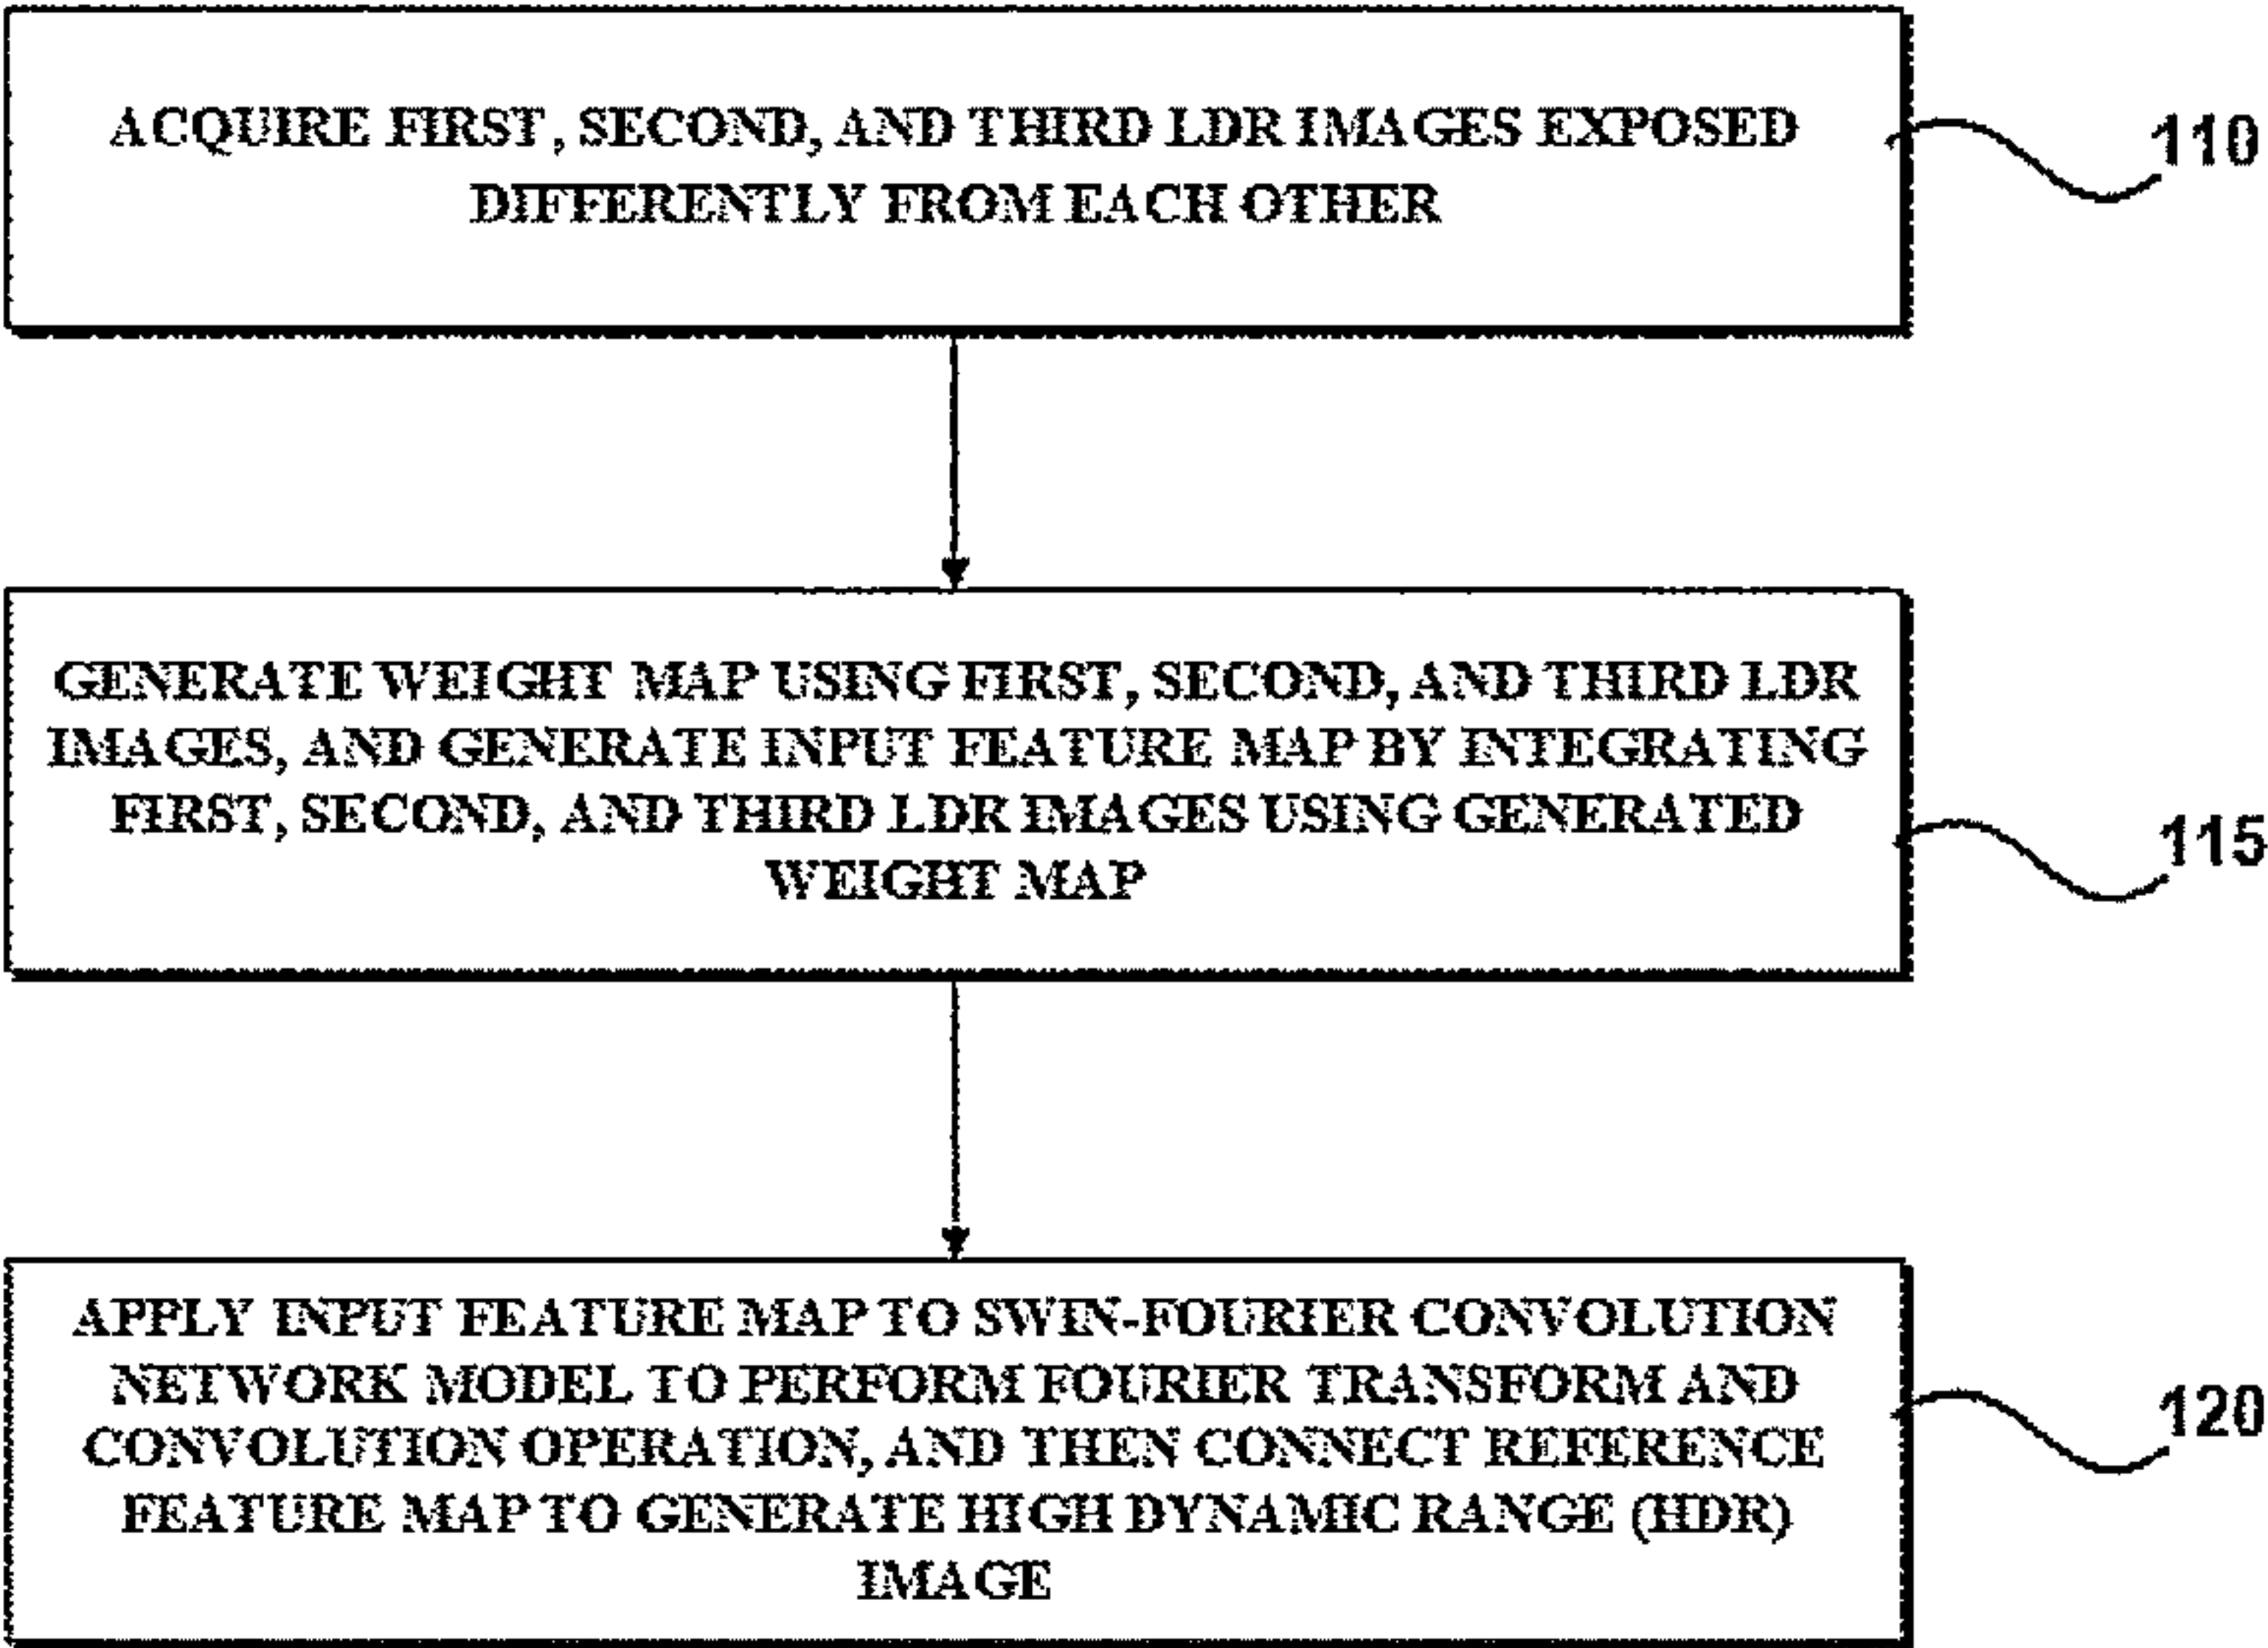 ACQUIRE FIRST, SECOND, AND THIRD LDR IMAGES EXPOSED
DIFFERENTLY FROM EACH OTHER
110
GENERATE WEIGHT MAP USING FIRST, SECOND, AND THIRD LDR
IMAGES, AND GENERATE INPUT FEATURE MAP BY INTEGRATING
FIRST, SECOND, AND THIRD LDR IMAGES USING GENERATED
WEIGHT MAP
115
APPLY INPUT FEATURE MAP TO SWIN-FOURIER CONVOLUTION
NETWORK MODEL TO PERFORM FOURIER TRANSFORM AND
CONVOLUTION OPERATION, AND THEN CONNECT REFERENCE
FEATURE MAP TO GENERATE HIGH DYNAMIC RANGE (HDR)
IMAGE
120